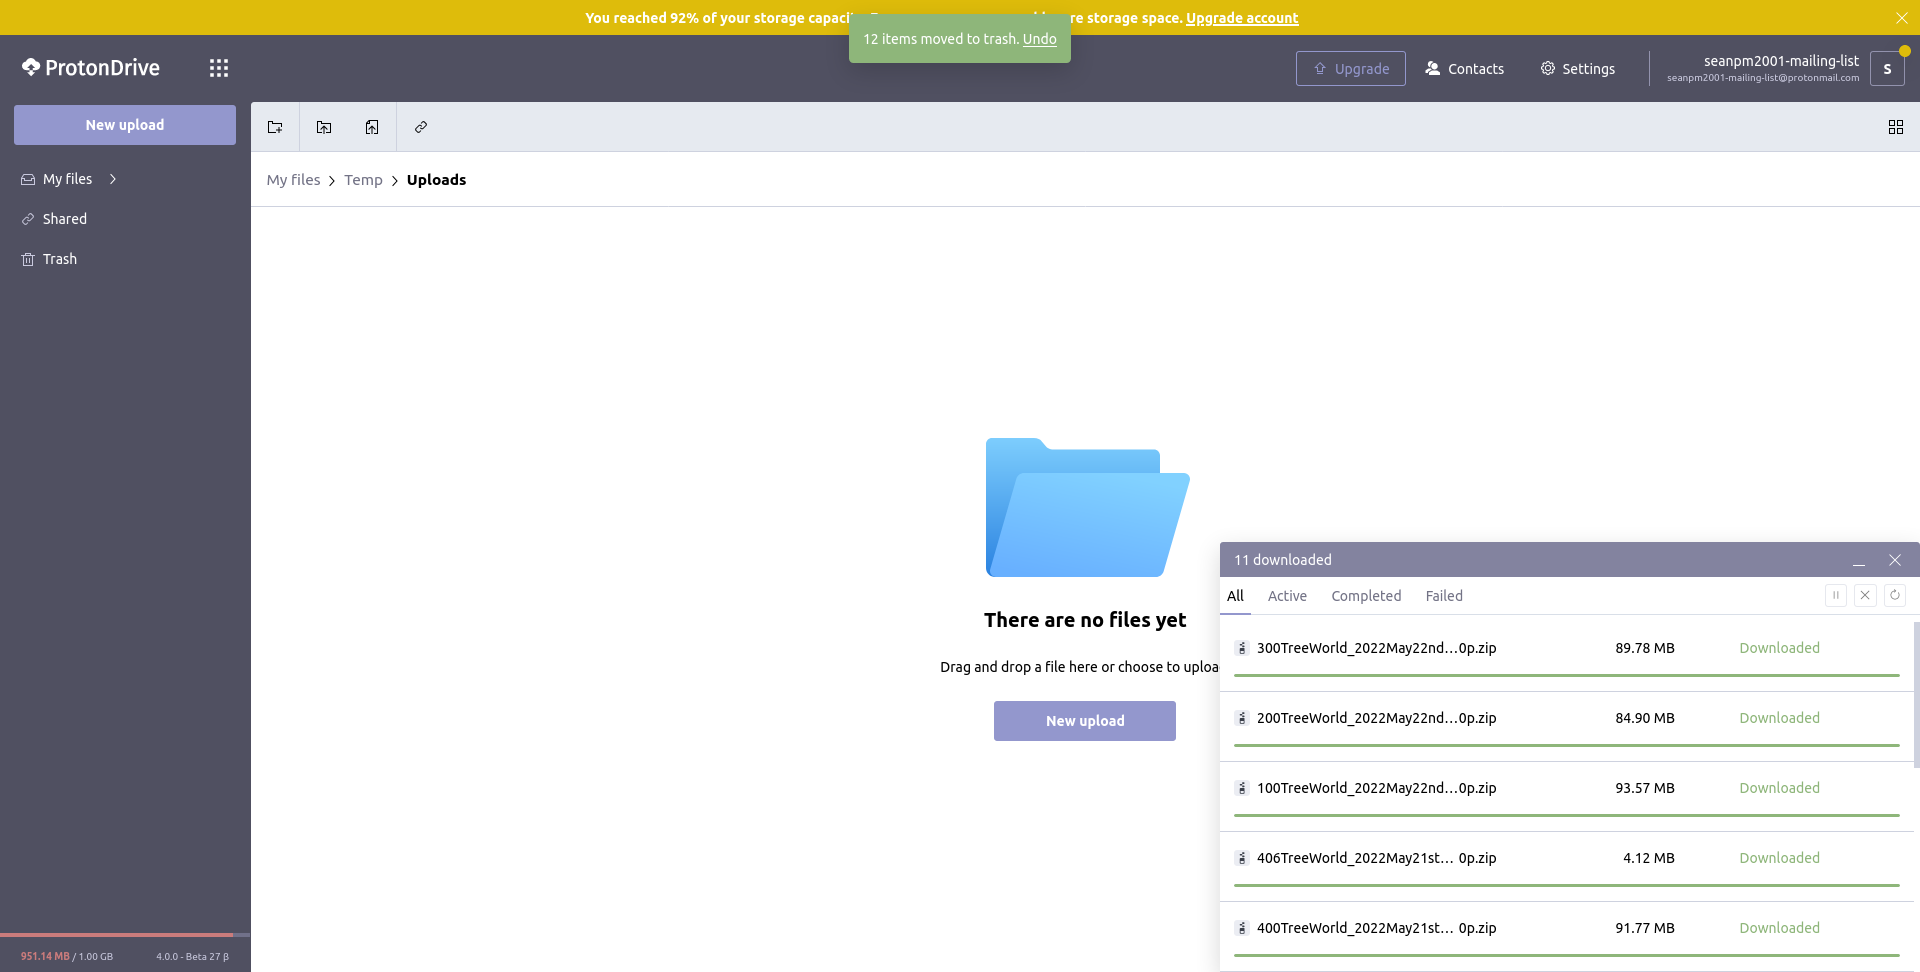 You reached 92% of your storage capaci
re storage space. Upgrade account
12 items moved to trash. Undo
ProtonDrive
Upgrade
Contacts
Settings
seanpm2001-mailing-list
seanpm2001-mailing-list@protonmail.com
S
New upload
My files
Shared
Trash
My files > Temp > Uploads
There are no files yet
Drag and drop a file here or choose to uploa
New upload
11 downloaded
All Active Completed Failed
300TreeWorld_2022May22nd...0p.zip 89.78 MB Downloaded
200TreeWorld_2022May22nd...0p.zip 84.90 MB Downloaded
100TreeWorld_2022May22nd...0p.zip 93.57 MB Downloaded
406TreeWorld_2022May21st... 0p.zip 4.12 MB Downloaded
400TreeWorld_2022May21st... 0p.zip 91.77 MB Downloaded
951.14 MB / 1.00 GB
4.0.0 - Beta 27 β